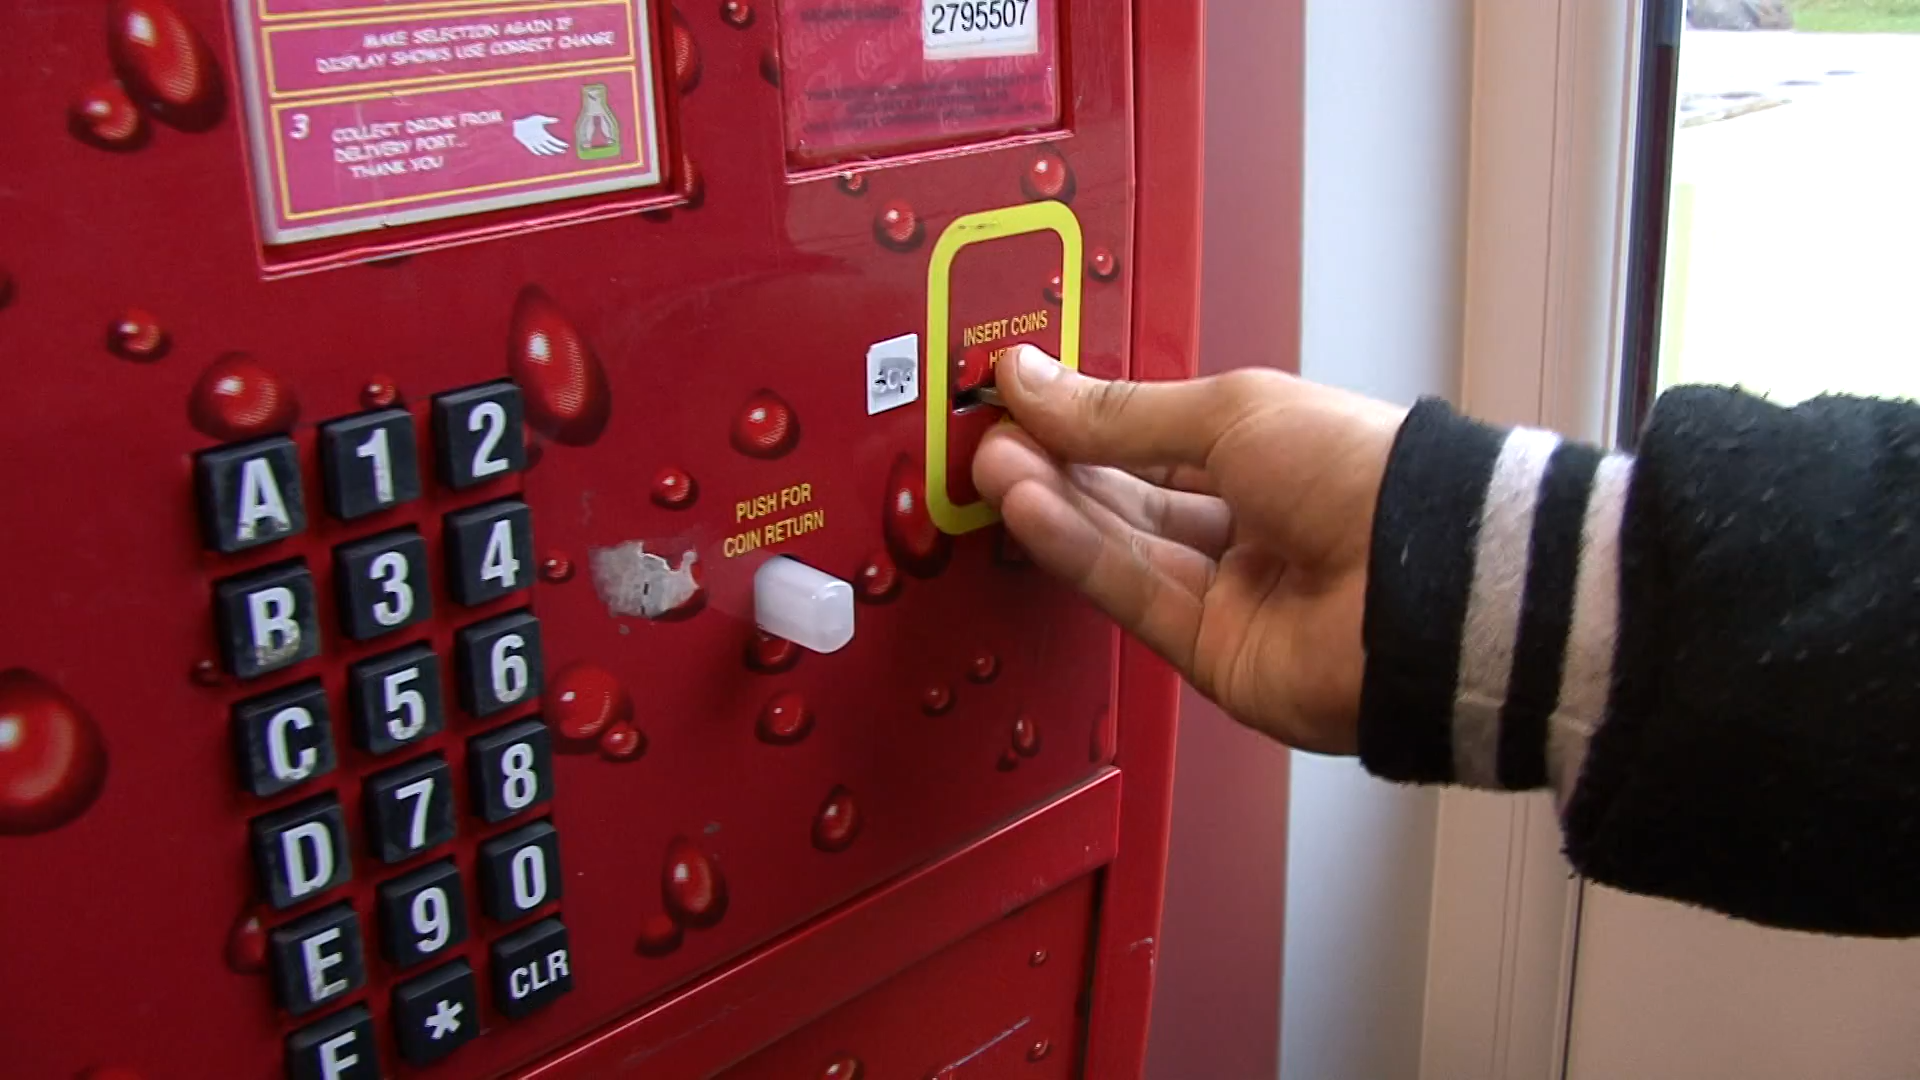 MAKE SELECTION AGAIN IF
DISPLAY SHOWS USE CORRECT CHANGE
3 COLLECT DRINK FROM
DELIVERY PORT...
THANK YOU
2795507
INSERT COINS
PUSH FOR
COIN RETURN
A 1 2
B 3 4
C 5 6
D 7 8
E 9 0
F * CLR